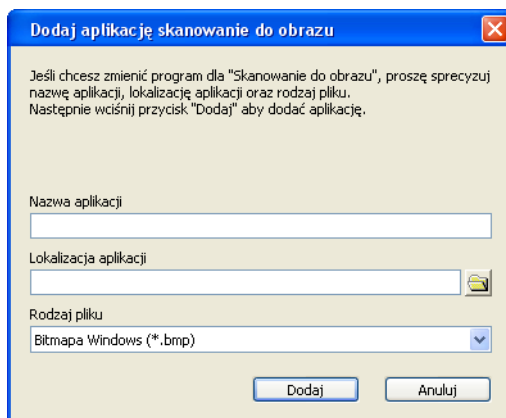 Dodaj aplikację skanowanie do obrazu
Jeśli chcesz zmienić program dla "Skanowanie do obrazu", proszę sprecyzuj
nazwę aplikacji, lokalizację aplikacji oraz rodzaj pliku.
Następnie wciśnij przycisk "Dodaj" aby dodać aplikację.
Nazwa aplikacji
Lokalizacja aplikacji
Rodzaj pliku
Bitmapa Windows (*.bmp)
Dodaj Anuluj